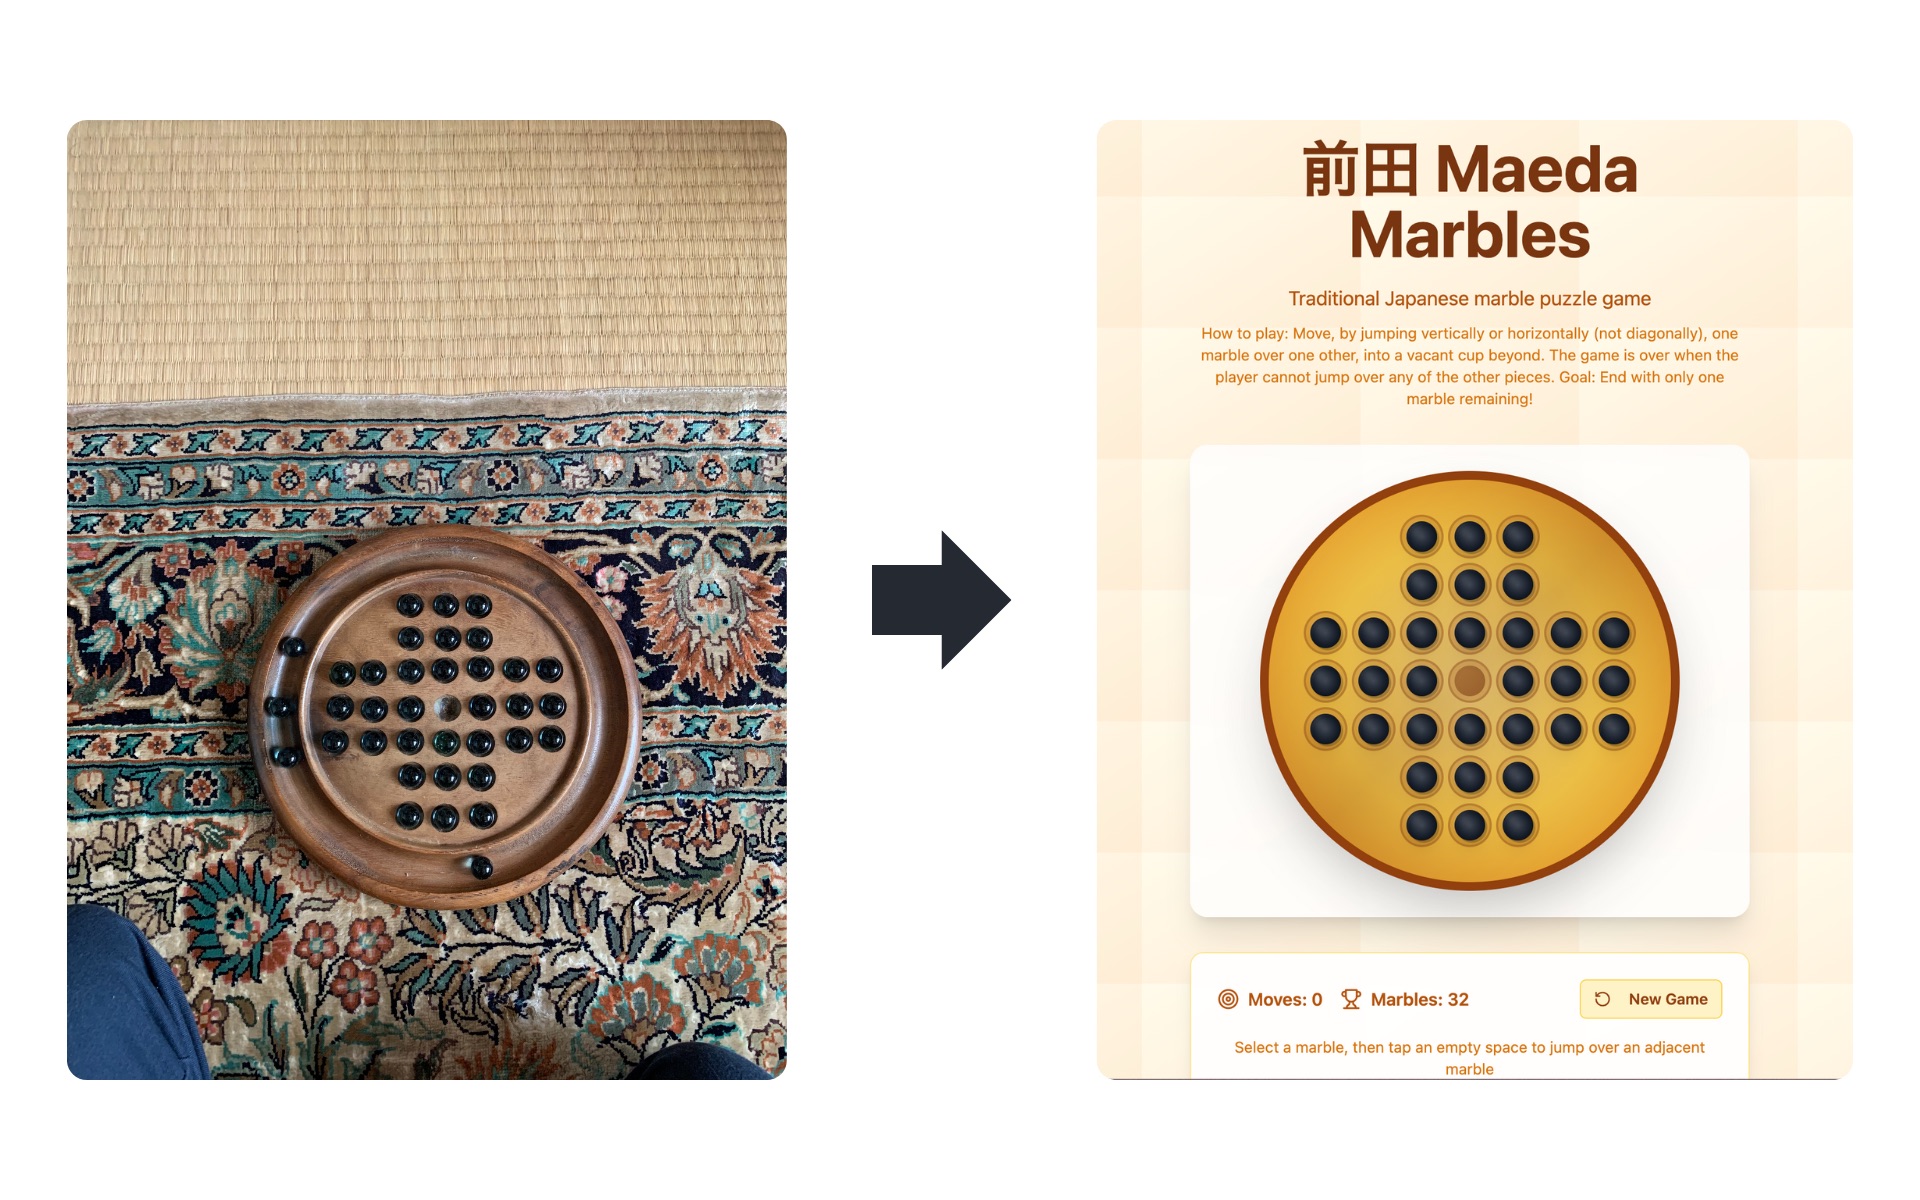 前田 Maeda
Marbles
Traditional Japanese marble puzzle game
How to play: Move, by jumping vertically or horizontally (not diagonally), one
marble over one other, into a vacant cup beyond. The game is over when the
player cannot jump over any of the other pieces. Goal: End with only one
marble remaining!
Moves: 0 Marbles: 32 New Game
Select a marble, then tap an empty space to jump over an adjacent
marble